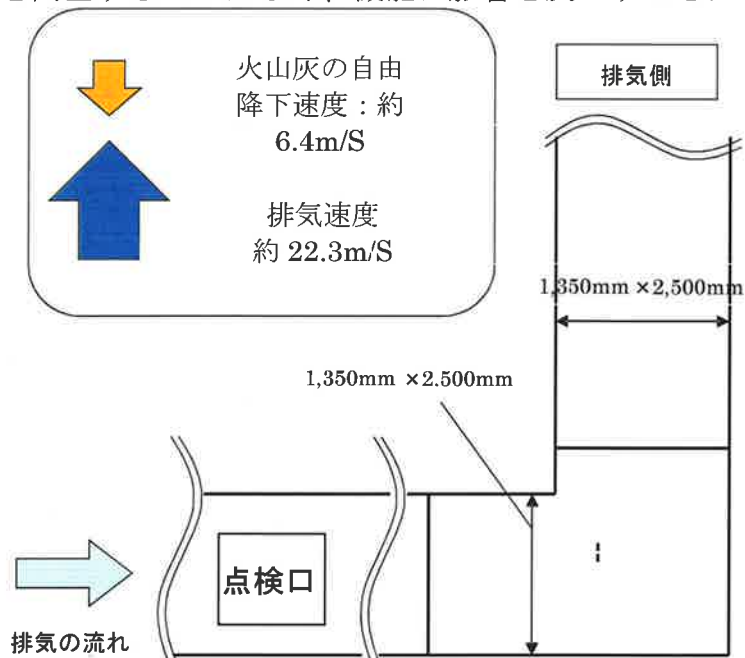 火山灰の自由
降下速度：約
6.4m/S
排気速度
約 22.3m/S
排気側
1,350mm ×2,500mm
1,350mm ×2.500mm
点検口
排気の流れ